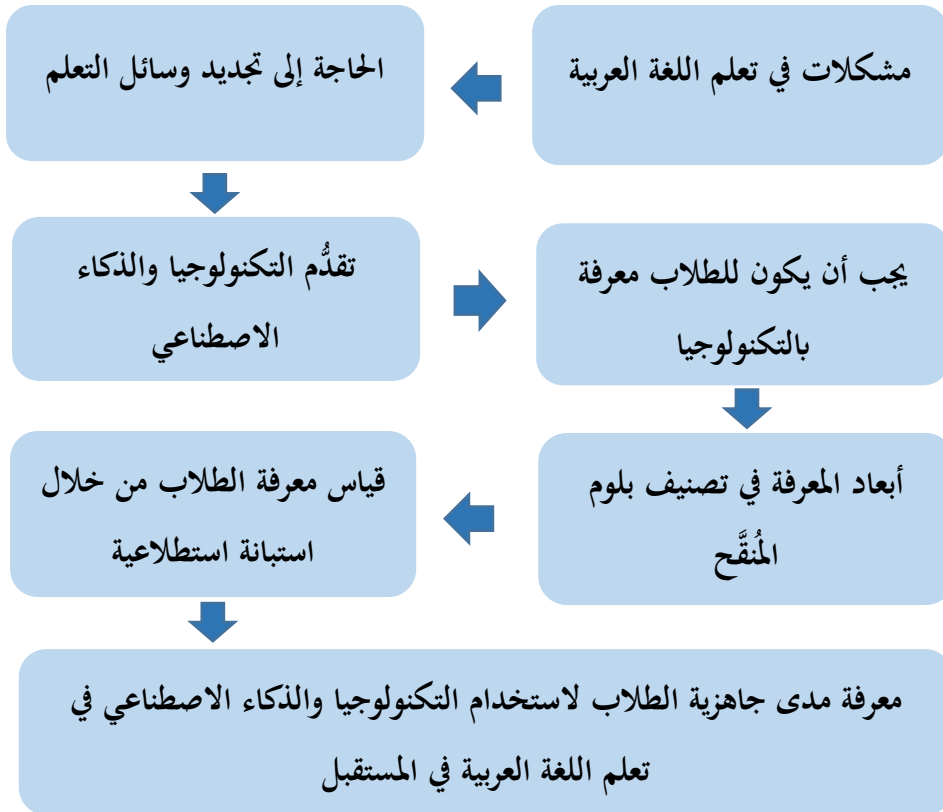 مشكلات في تعلم اللغة العربية
الحاجة إلى تجديد وسائل التعلم
تقدُّم التكنولوجيا والذكاء
الاصطناعي
يجب أن يكون للطلاب معرفة
بالتكنولوجيا
أبعاد المعرفة في تصنيف بلوم
المُنقَّح
قياس معرفة الطلاب من خلال
استبانة استطلاعية
معرفة مدى جاهزية الطلاب لاستخدام التكنولوجيا والذكاء الاصطناعي في
تعلم اللغة العربية في المستقبل